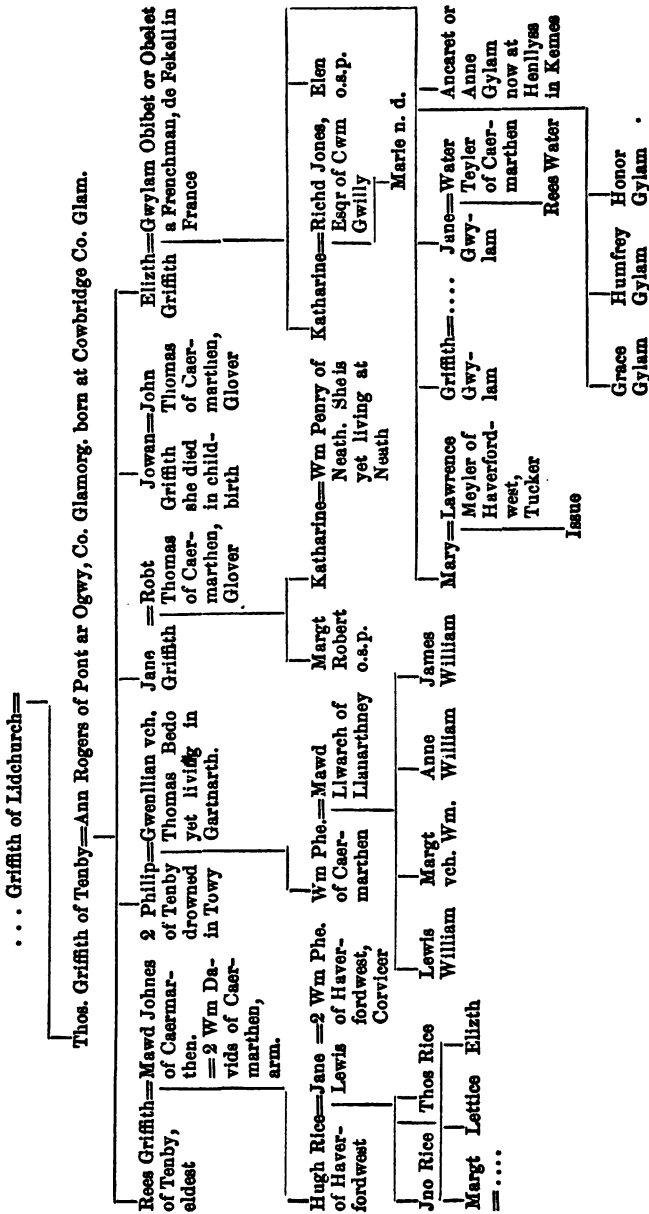 . . . Griffith of Lidchurch=
Thos. Griffith of Tenby=Ann Rogers of Pont ar Ogwy, Co. Glamorg. born at Cowbridge Co. Glam.
Rees Griffith=Mawd Johnes
of Tenby,
eldest
of Caermar-
then.
=2 Wm Da-
vids of Caer-
marthen,
arm.
2 Philip=Gwenllian vch.
of Tenby
drowned
in Towy
Thomas Bedo
yet living in
Gartnarth.
Jane
Griffith
=Robt
Thomas
of Caer-
marthen,
Glover
Jowan=John
Griffith
she died
in child-
birth
Thomas
of Caer-
marthen,
Glover
Elizth=Gwylam Obibet or Obelet
Griffith
a Frenchman, de Fekell in
France
Hugh Rice=Jane =2 Wm Phe.
of Haver-
fordwest
Lewis
of Haver-
fordwest,
Corvicer
Wm Phe.=Mawd
of Caer-
marthen
Llwarch of
Llanarthney
Margt
Robert
o.s.p.
Katharine=Wm Penry of
Neath. She is
yet living at
Neath
Katharine=Richd Jones,
Esqr of Cwm
Gwilly
Elen
o.s.p.
Marie n. d.
Jno Rice
Thos Rice
Margt
=....
Lettice
Elizth
Lewis
William
Margt
vch. Wm.
Anne
William
James
William
Mary=Lawrence
Meyler of
Haverford-
west,
Tucker
Issue
Griffith=....
Gwy-
lam
Jane=Water
Gwy-
lam
Teyler
of Caer-
marthen
Rees Water
Ancaret or
Anne
Gylam
now at
Henllyss
in Kemes
Grace
Gylam
Humfrey
Gylam
Honor
Gylam